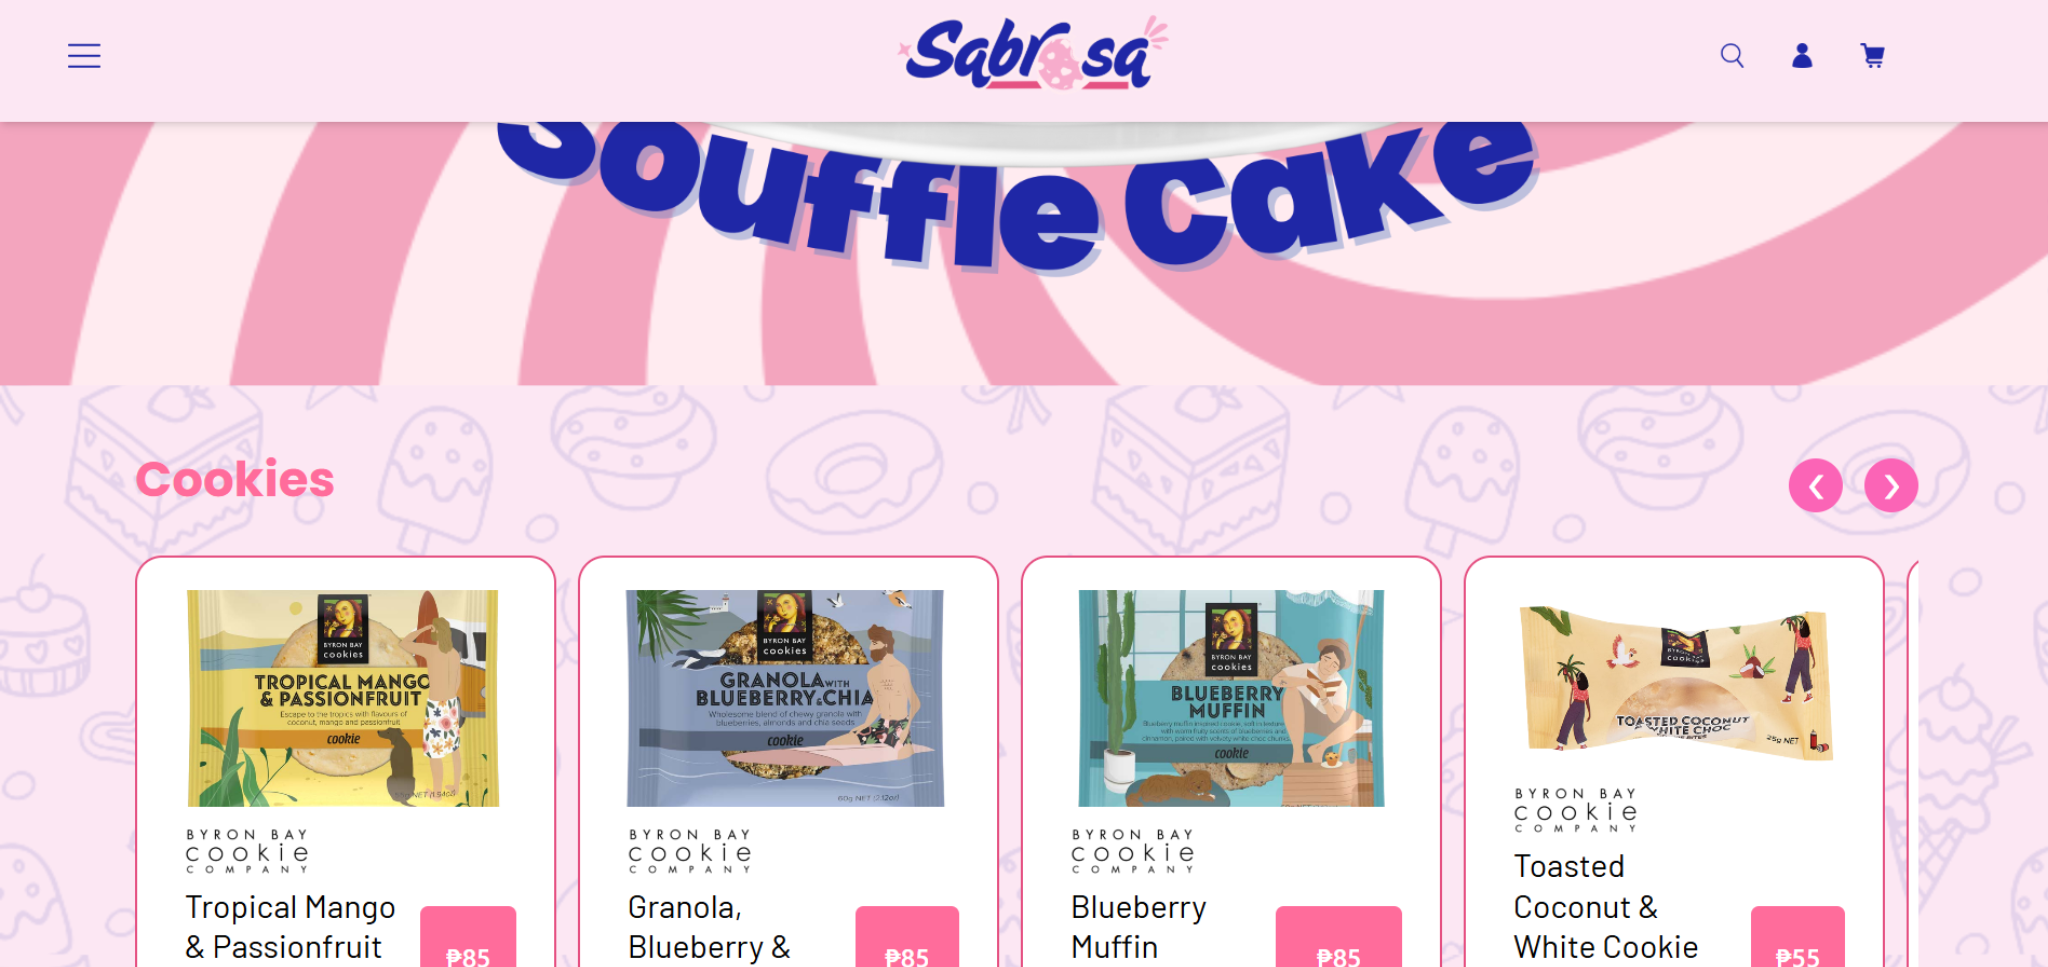 Sabrosa
Souffle Cake
Cookies
BYRON BAY
cookies
TROPICAL MANGO
& PASSIONFRUIT
Escape to the tropics with flavours of
coconut, mango and passionfruit
cookie
BYRON BAY
cookies
GRANOLA WITH
BLUEBERRY & CHIA
Wholesome blend of chewy granola with
blueberries, almonds and chia seeds
cookie
60g NET (2.12oz)
BYRON BAY
cookies
BLUEBERRY
MUFFIN
cookie
cookies
TOASTED COCONUT
WHITE CHOC
25g NET
BYRON BAY
cookie
COMPANY
Tropical Mango
& Passionfruit
₱85
BYRON BAY
cookie
COMPANY
Granola,
Blueberry &
₱85
BYRON BAY
cookie
COMPANY
Blueberry
Muffin
₱85
BYRON BAY
cookie
COMPANY
Toasted
Coconut &
White Cookie
₱55